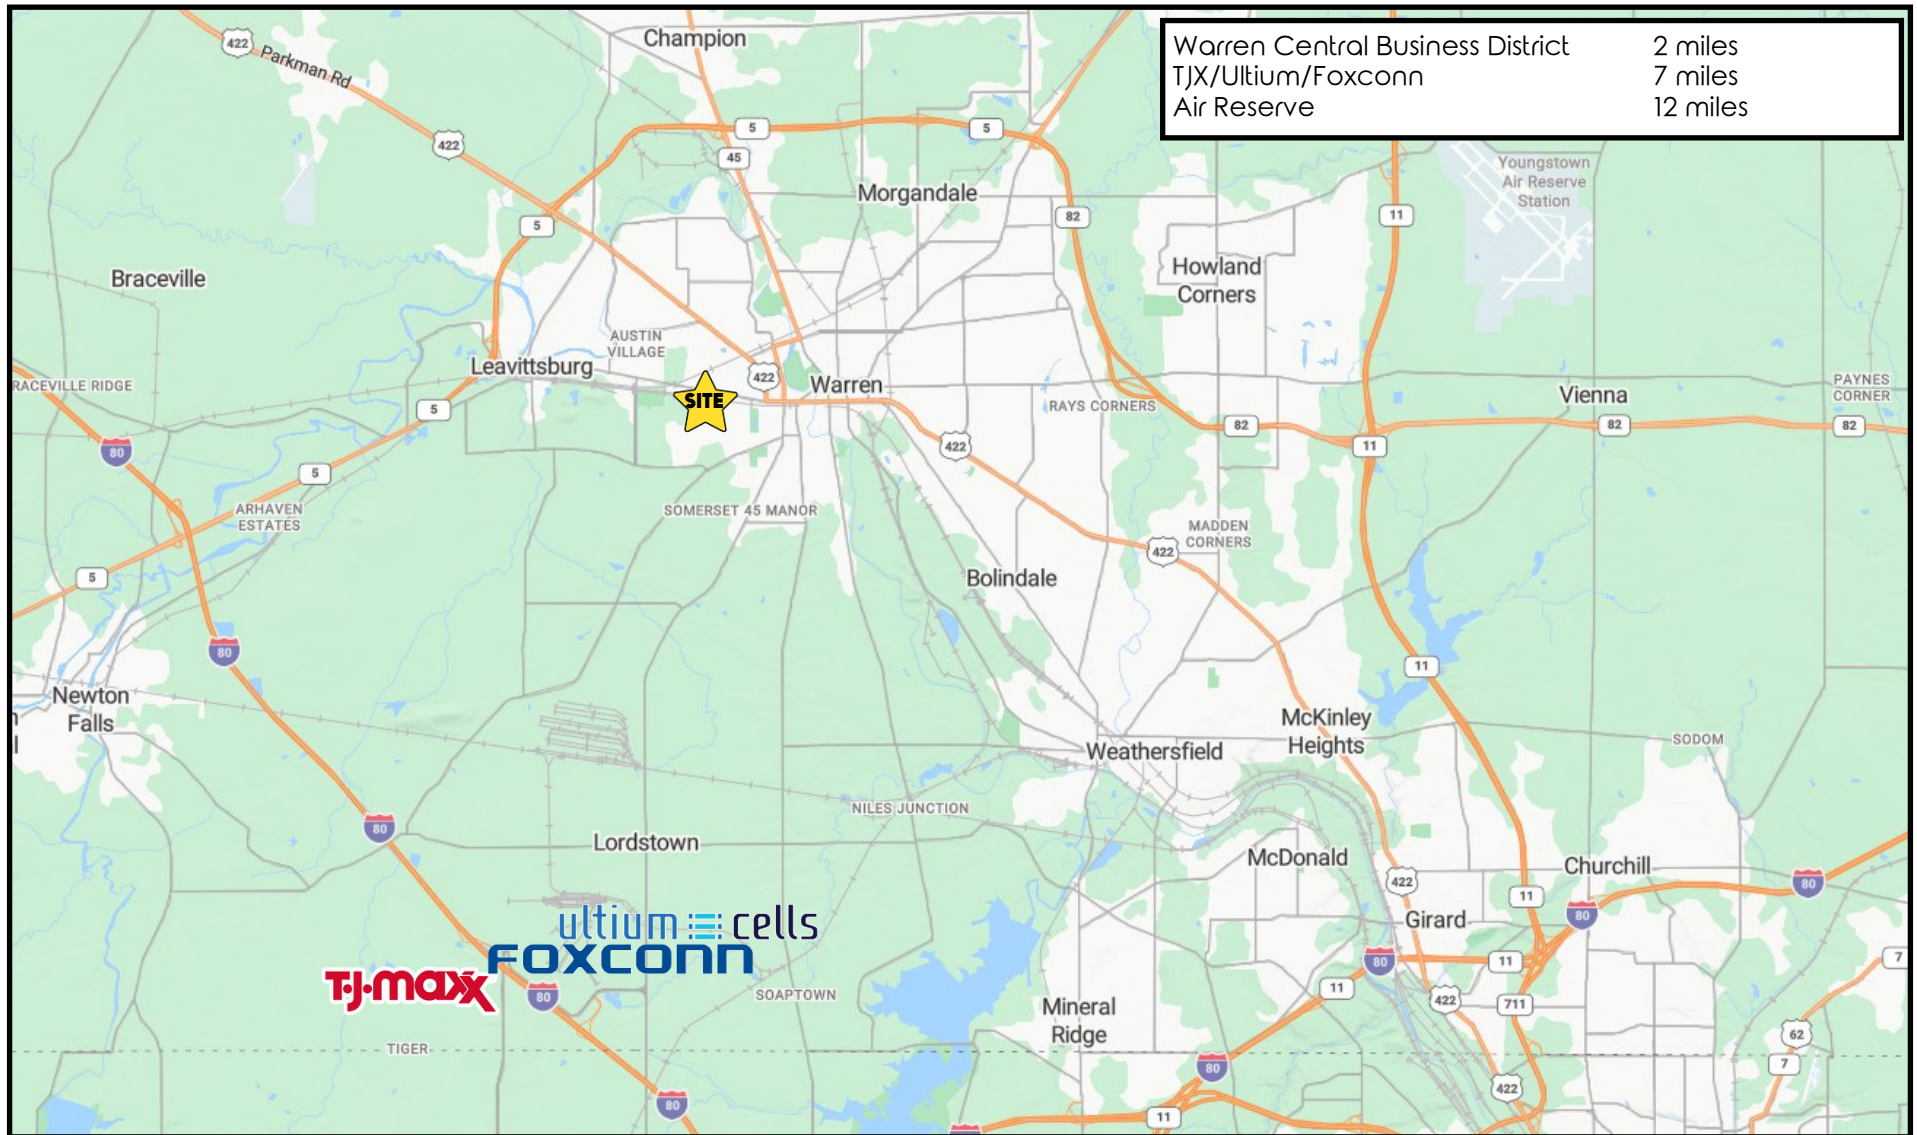 Warren Central Business District 2 miles
TJX/Ultium/Foxconn 7 miles
Air Reserve 12 miles
422
Parkman Rd
Champion
422
5
5
45
Youngstown
Air Reserve
Station
Morgandale
82
11
5
Braceville
Howland
Corners
AUSTIN
VILLAGE
Leavittsburg
422
Warren
RACEVILLE RIDGE
SITE
5
RAYS CORNERS
Vienna
PAYNES
CORNER
82
82
82
80
422
11
5
ARHAVEN
ESTATES
SOMERSET 45 MANOR
MADDEN
CORNERS
422
5
Bolindale
80
11
Newton
Falls
McKinley
Heights
Weathersfield
SODOM
NILES JUNCTION
80
Lordstown
McDonald
Churchill
422
80
11
80
ultium cells
Girard
FOXCONN
T·J·maxx
80
11
7
80
SOAPTOWN
11
422
711
Mineral
Ridge
62
TIGER
7
80
422
80
11